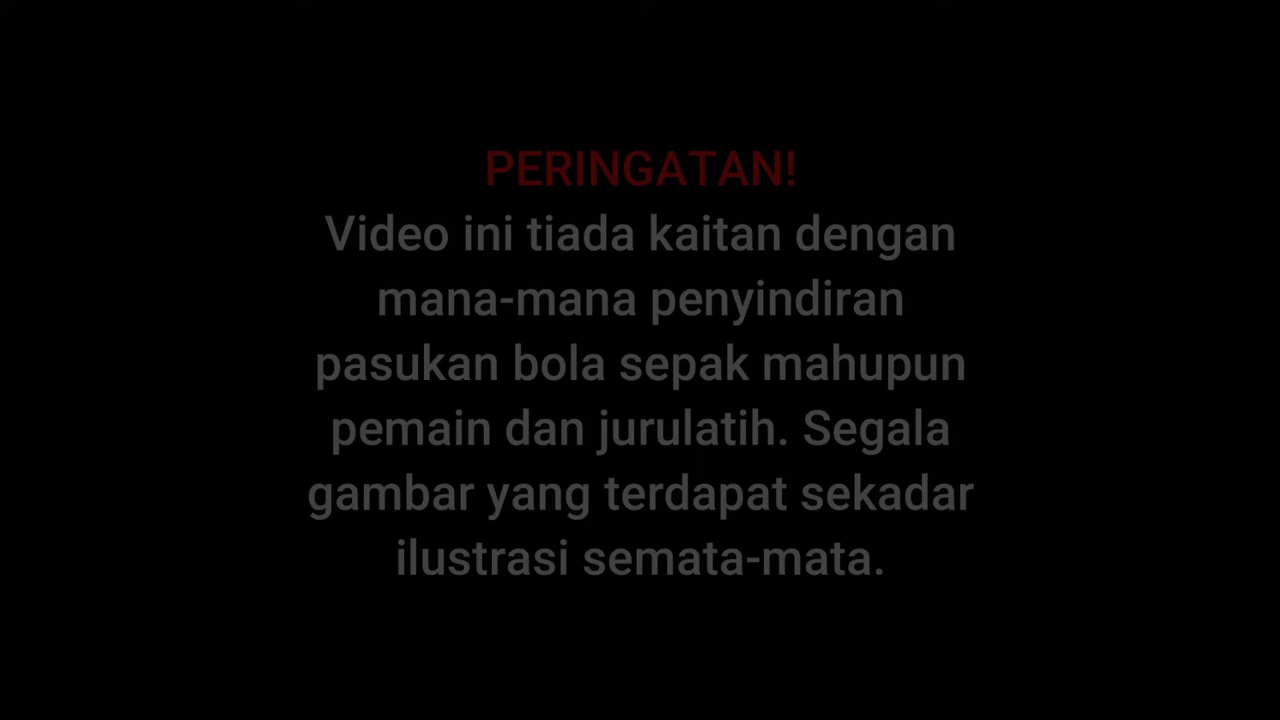 PERINGATAN!
Video ini tiada kaitan dengan
mana-mana penyindiran
pasukan bola sepak mahupun
pemain dan jurulatih. Segala
gambar yang terdapat sekadar
ilustrasi semata-mata.